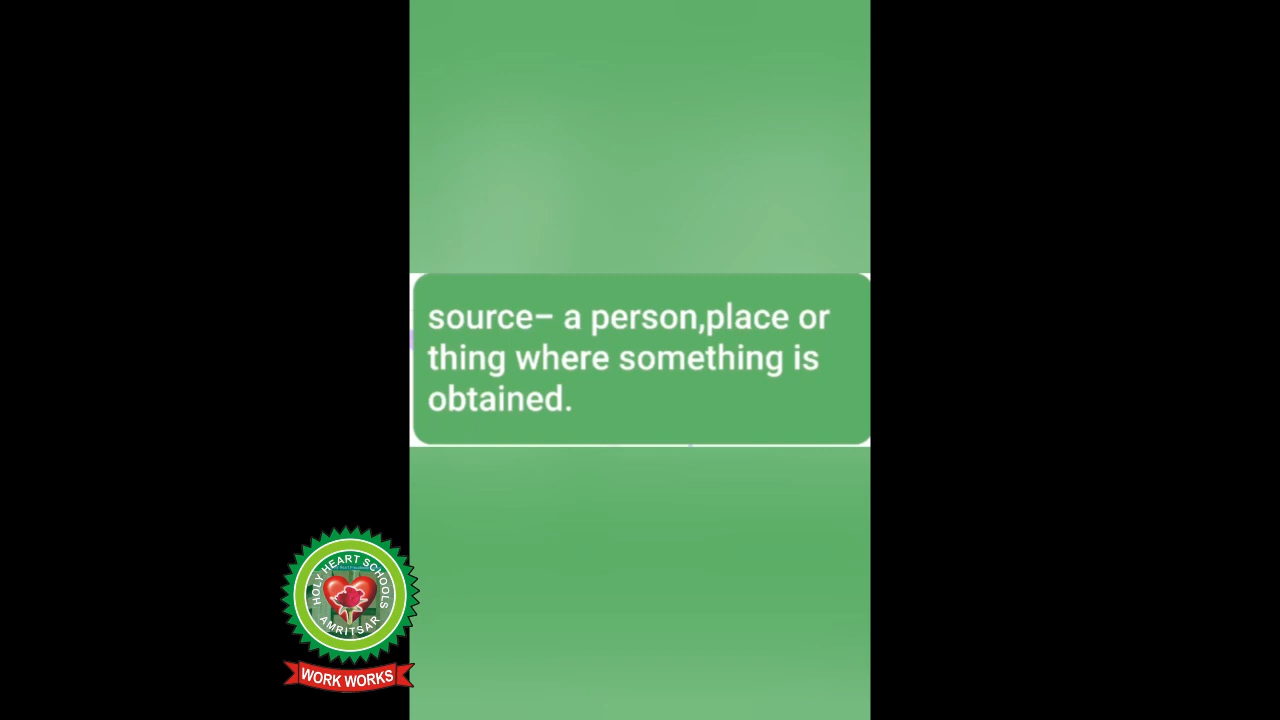 source– a person,place or
thing where something is
obtained.
HOLY HEART SCHOOLS
AMRITSAR
WORK WORKS